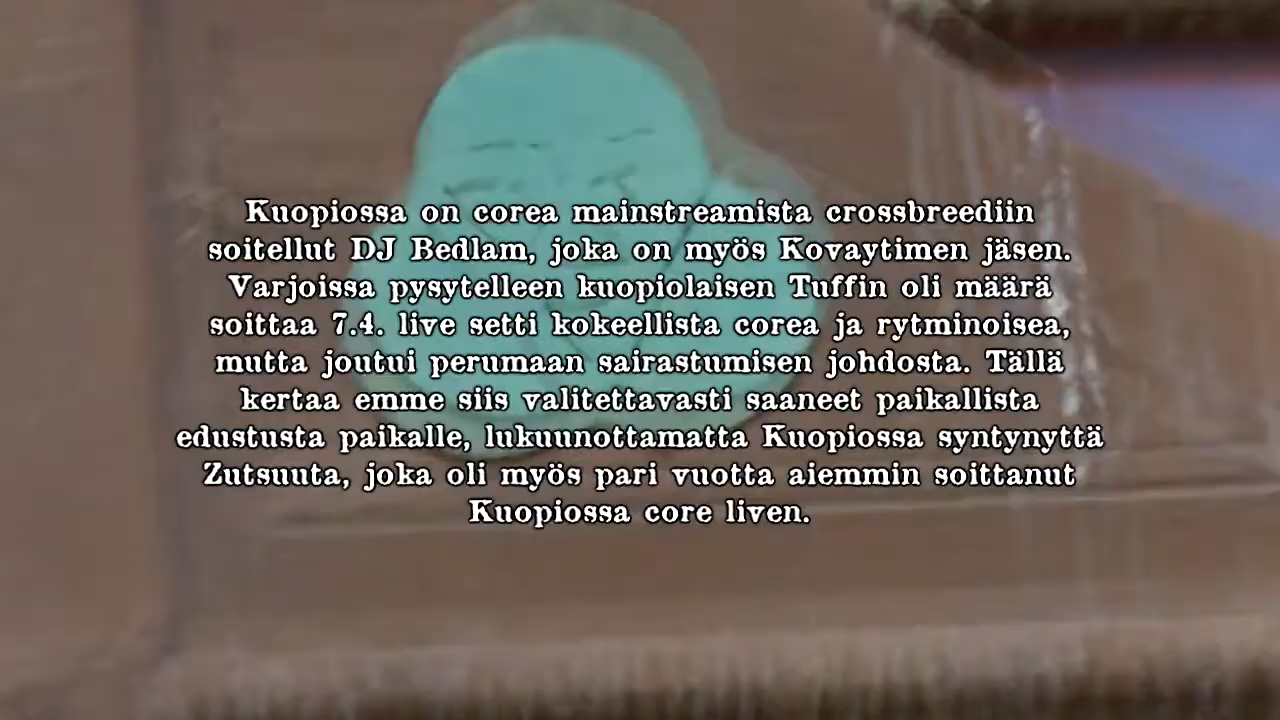 Kuopiossa on corea mainstreamista crossbreediin
soitellut DJ Bedlam, joka on myös Kovaytimen jäsen.
Varjoissa pysytelleen kuopiolaisen Tuffin oli määrä
soittaa 7.4. live setti kokeellista corea ja rytminoisea,
mutta joutui perumaan sairastumisen johdosta. Tällä
kertaa emme siis valitettavasti saaneet paikallista
edustusta paikalle, lukuunottamatta Kuopiossa syntynyttä
Zutsuuta, joka oli myös pari vuotta aiemmin soittanut
Kuopiossa core liven.